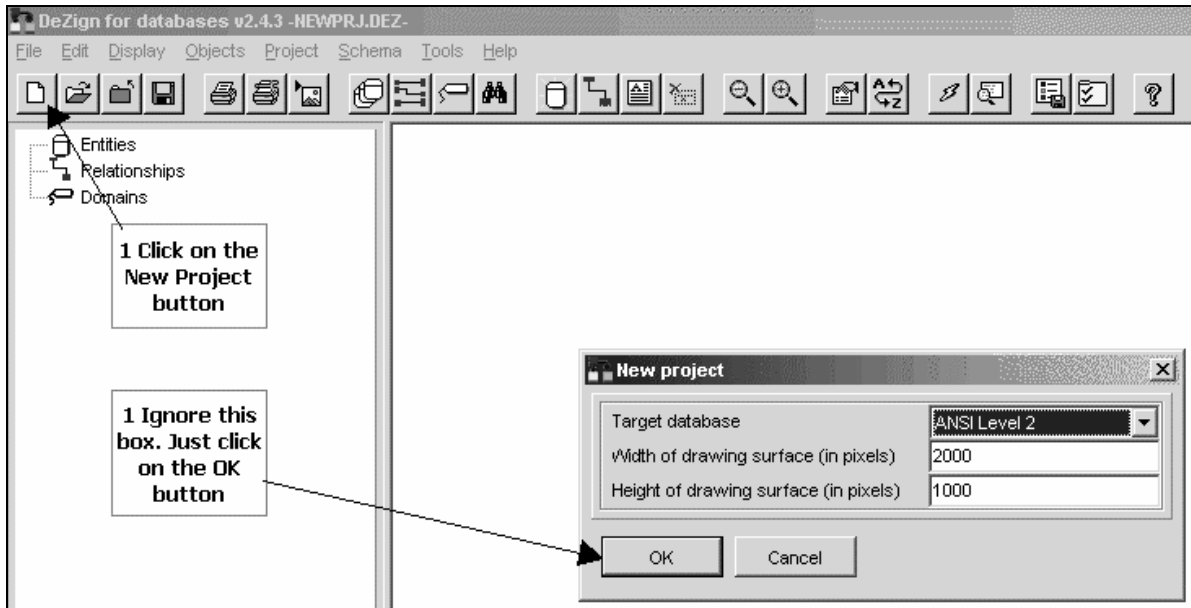 DeZign for databases v2.4.3 -NEWPRJ.DEZ-
File Edit Display Objects Project Schema Tools Help
Entities
Relationships
Domains
1 Click on the
New Project
button
1 Ignore this
box. Just click
on the OK
button
New project
Target database ANSI Level 2
Width of drawing surface (in pixels) 2000
Height of drawing surface (in pixels) 1000
OK Cancel